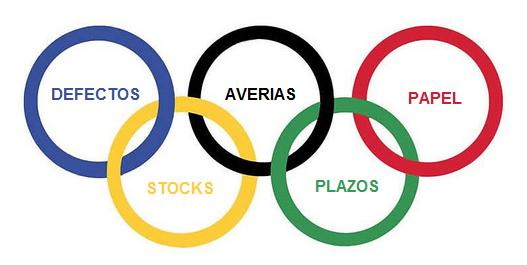 DEFECTOS
AVERIAS
PAPEL
STOCKS
PLAZOS